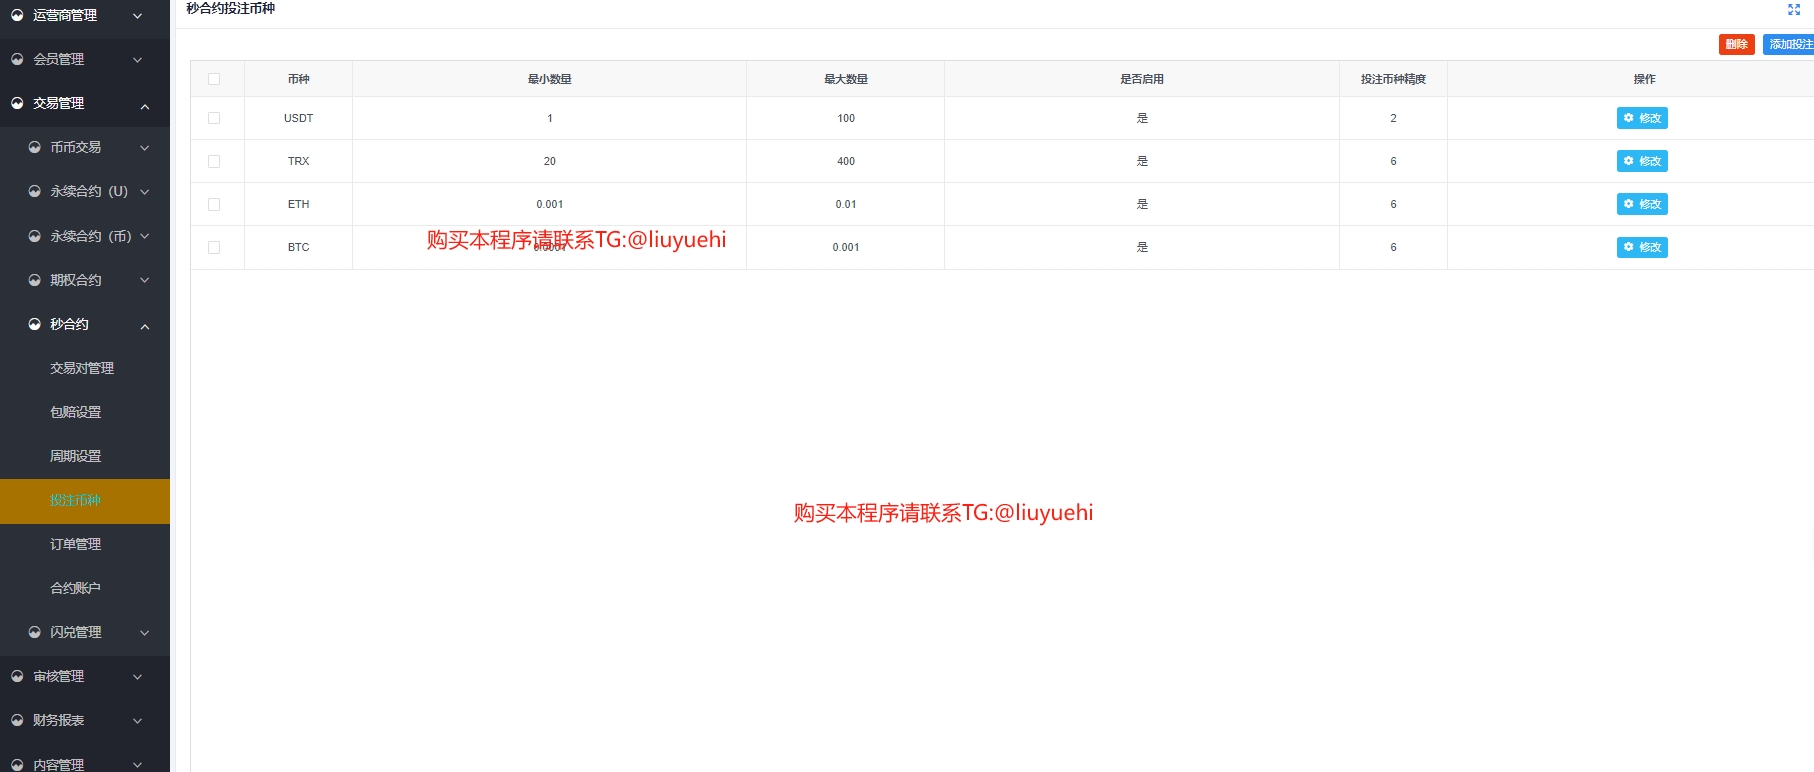 运营商管理
会员管理
交易管理
币币交易
永续合约（U）
永续合约（币）
期权合约
秒合约
交易对管理
包赔设置
周期设置
投注币种
订单管理
合约账户
闪兑管理
审核管理
财务报表
内容管理
秒合约投注币种
删除 添加投注
币种 最小数量 最大数量 是否启用 投注币种精度 操作
USDT 1 100 是 2 修改
TRX 20 400 是 6 修改
ETH 0.001 0.01 是 6 修改
购买本程序请联系TG:@liuyuehi
BTC 0.001 是 6 修改
购买本程序请联系TG:@liuyuehi